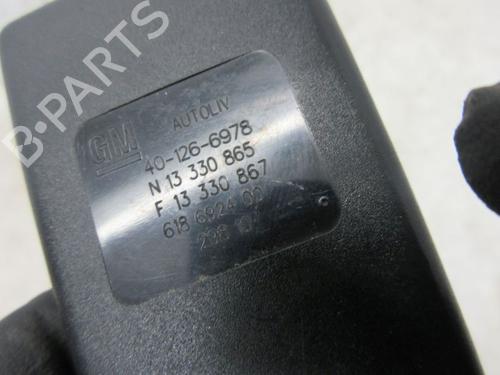 B-PARTS
GM
AUTOLIV
40-126-6978
N 13 330 865
F 13 330 867
618 6924 00